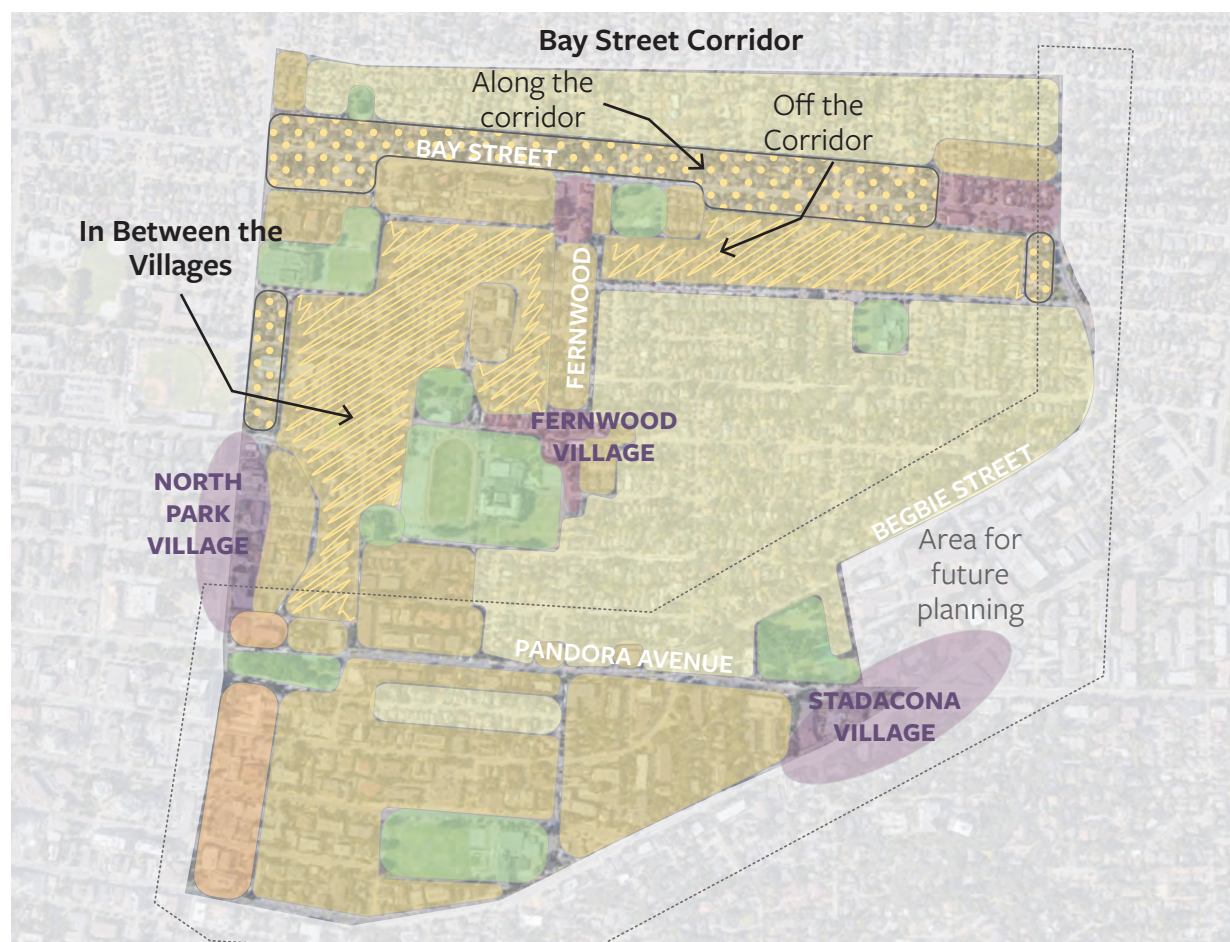 Bay Street Corridor
Along the
corridor
Off the
Corridor
BAY STREET
In Between the
Villages
FERNWOOD
FERNWOOD
VILLAGE
NORTH
PARK
VILLAGE
BEGBIE STREET
Area for
future
planning
PANDORA AVENUE
STADACONA
VILLAGE